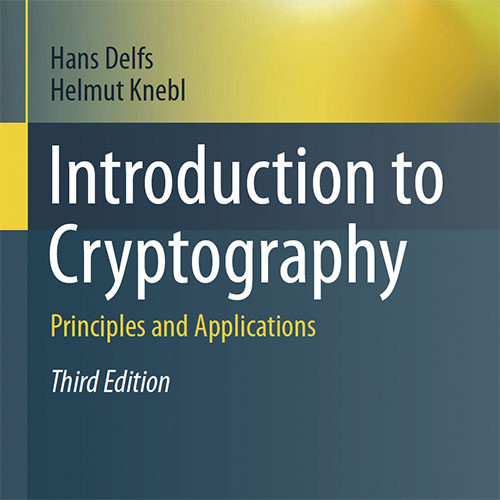 Hans Delfs
Helmut Knebl
Introduction to
Cryptography
Principles and Applications
Third Edition